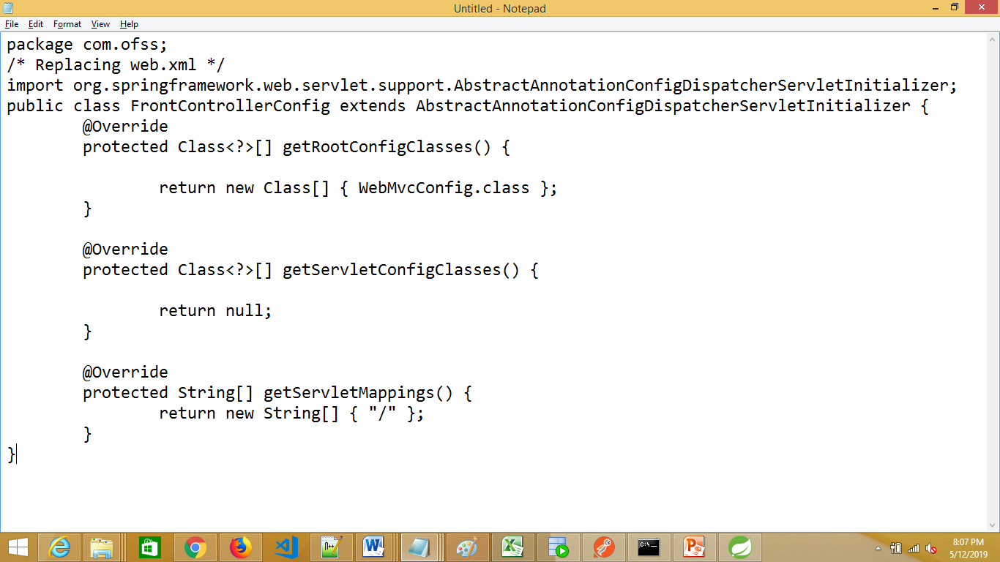 Untitled - Notepad
File Edit Format View Help
package com.ofss;
/* Replacing web.xml */
import org.springframework.web.servlet.support.AbstractAnnotationConfigDispatcherServletInitializer;
public class FrontControllerConfig extends AbstractAnnotationConfigDispatcherServletInitializer {
@Override
protected Class<?>[] getRootConfigClasses() {
return new Class[] { WebMvcConfig.class };
}
@Override
protected Class<?>[] getServletConfigClasses() {
return null;
}
@Override
protected String[] getServletMappings() {
return new String[] { "/" };
}
}
8:07 PM
5/12/2019